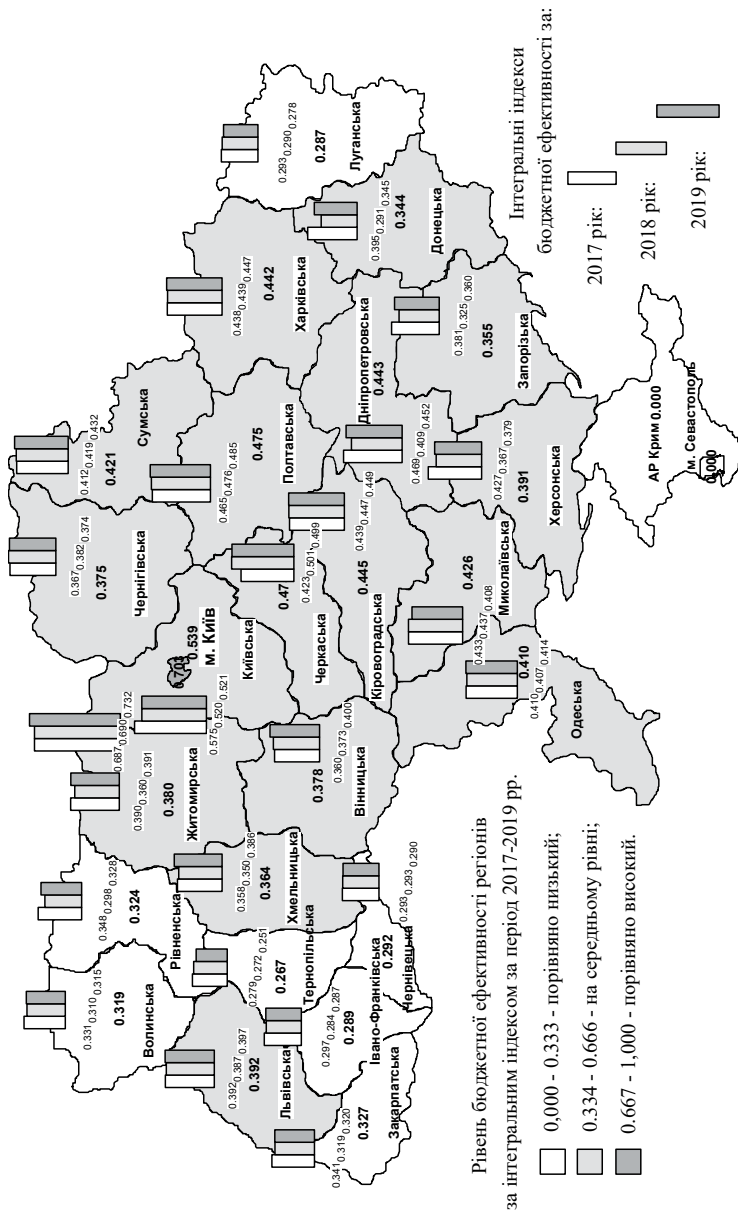 0.331 0.310 0.315
0.319
Волинська
0.348 0.298 0.328
0.324
Рівненська
0.390 0.360 0.391
0.380
Житомирська
0.687 0.690 0.732
0.703
м. Київ
0.575 0.520 0.521
0.539
Київська
0.367 0.382 0.374
0.375
Чернігівська
0.412 0.419 0.432
0.421
Сумська
0.392 0.387 0.397
0.392
Львівська
0.279 0.272 0.251
0.267
Тернопільська
0.358 0.350 0.386
0.364
Хмельницька
0.360 0.373 0.400
0.378
Вінницька
0.423 0.501 0.499
0.47
Черкаська
0.465 0.476 0.485
0.475
Полтавська
0.438 0.439 0.447
0.442
Харківська
0.293 0.290 0.278
0.287
Луганська
0.341 0.319 0.320
0.327
Закарпатська
0.297 0.284 0.287
0.289
Івано-Франківська
0.293 0.293 0.290
0.292
Чернівецька
0.439 0.447 0.449
0.445
Кіровоградська
Дніпропетровська
0.443
0.469 0.409 0.452
0.395 0.291 0.345
0.344
Донецька
0.381 0.325 0.360
0.355
Запорізька
0.433 0.437 0.408
0.426
Миколаївська
0.427 0.367 0.379
0.391
Херсонська
0.410
0.410 0.407 0.414
Одеська
АР Крим 0.000
м. Севастополь
0.000
Рівень бюджетної ефективності регіонів
за інтегральним індексом за період 2017-2019 рр.
0,000 - 0.333 - порівняно низький;
0.334 - 0.666 - на середньому рівні;
0.667 - 1,000 - порівняно високий.
Інтегральні індекси
бюджетної ефективності за:
2017 рік:
2018 рік:
2019 рік: